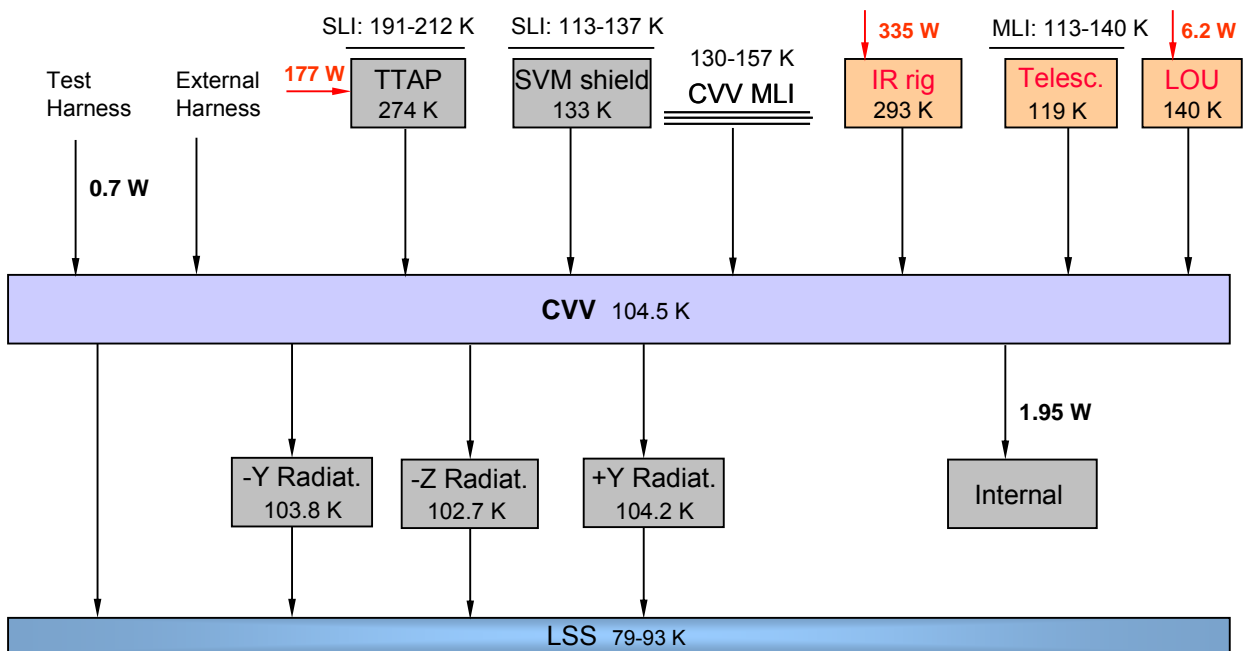 SLI: 191-212 K
SLI: 113-137 K
335 W
MLI: 113-140 K
6.2 W
Test
Harness
External
Harness
177 W
TTAP
274 K
SVM shield
133 K
130-157 K
CVV MLI
IR rig
293 K
Telesc.
119 K
LOU
140 K
0.7 W
CVV 104.5 K
1.95 W
-Y Radiat.
103.8 K
-Z Radiat.
102.7 K
+Y Radiat.
104.2 K
Internal
LSS 79-93 K